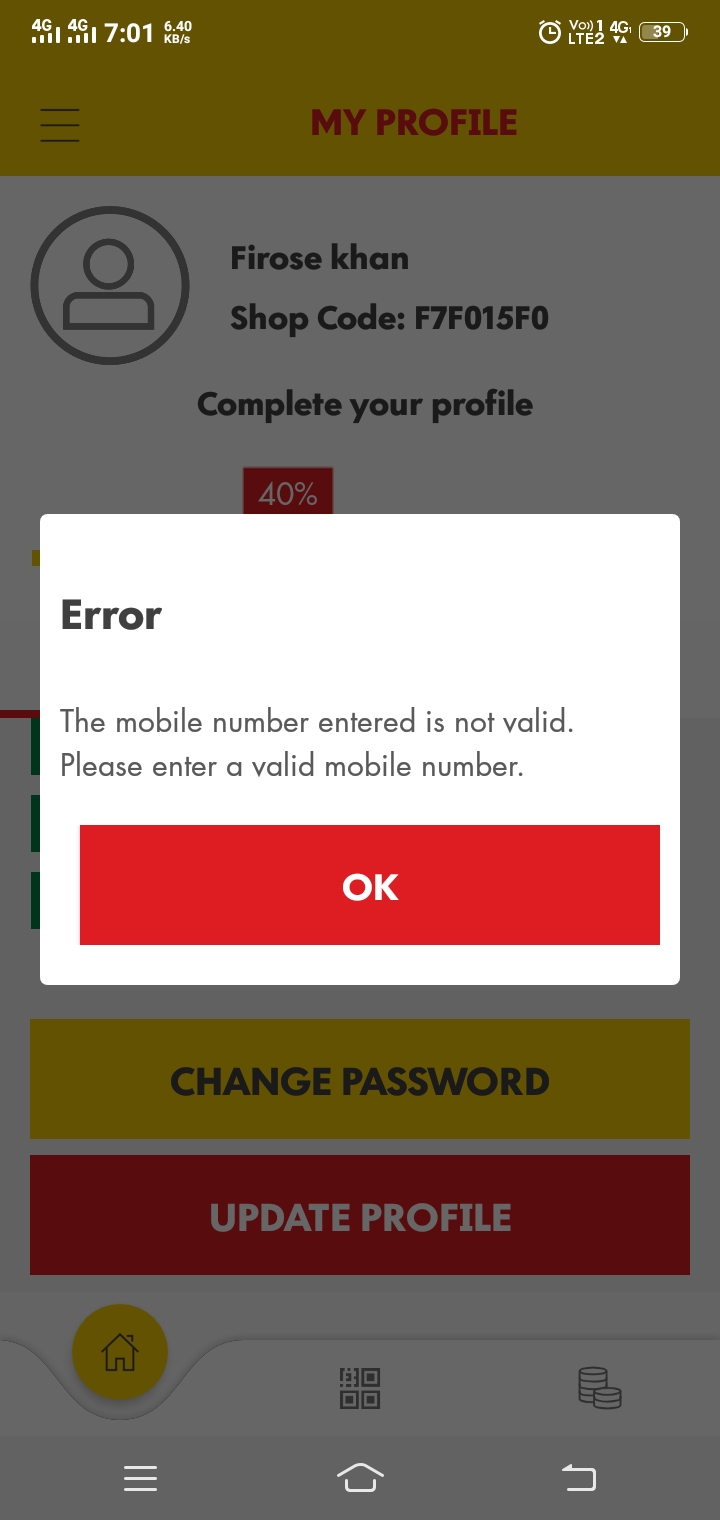 4G 4G 7:01 6.40 KB/s Vo)) 1 LTE2 4G 39
MY PROFILE
Firose khan
Shop Code: F7F015F0
Complete your profile
40%
Error
The mobile number entered is not valid.
Please enter a valid mobile number.
OK
CHANGE PASSWORD
UPDATE PROFILE